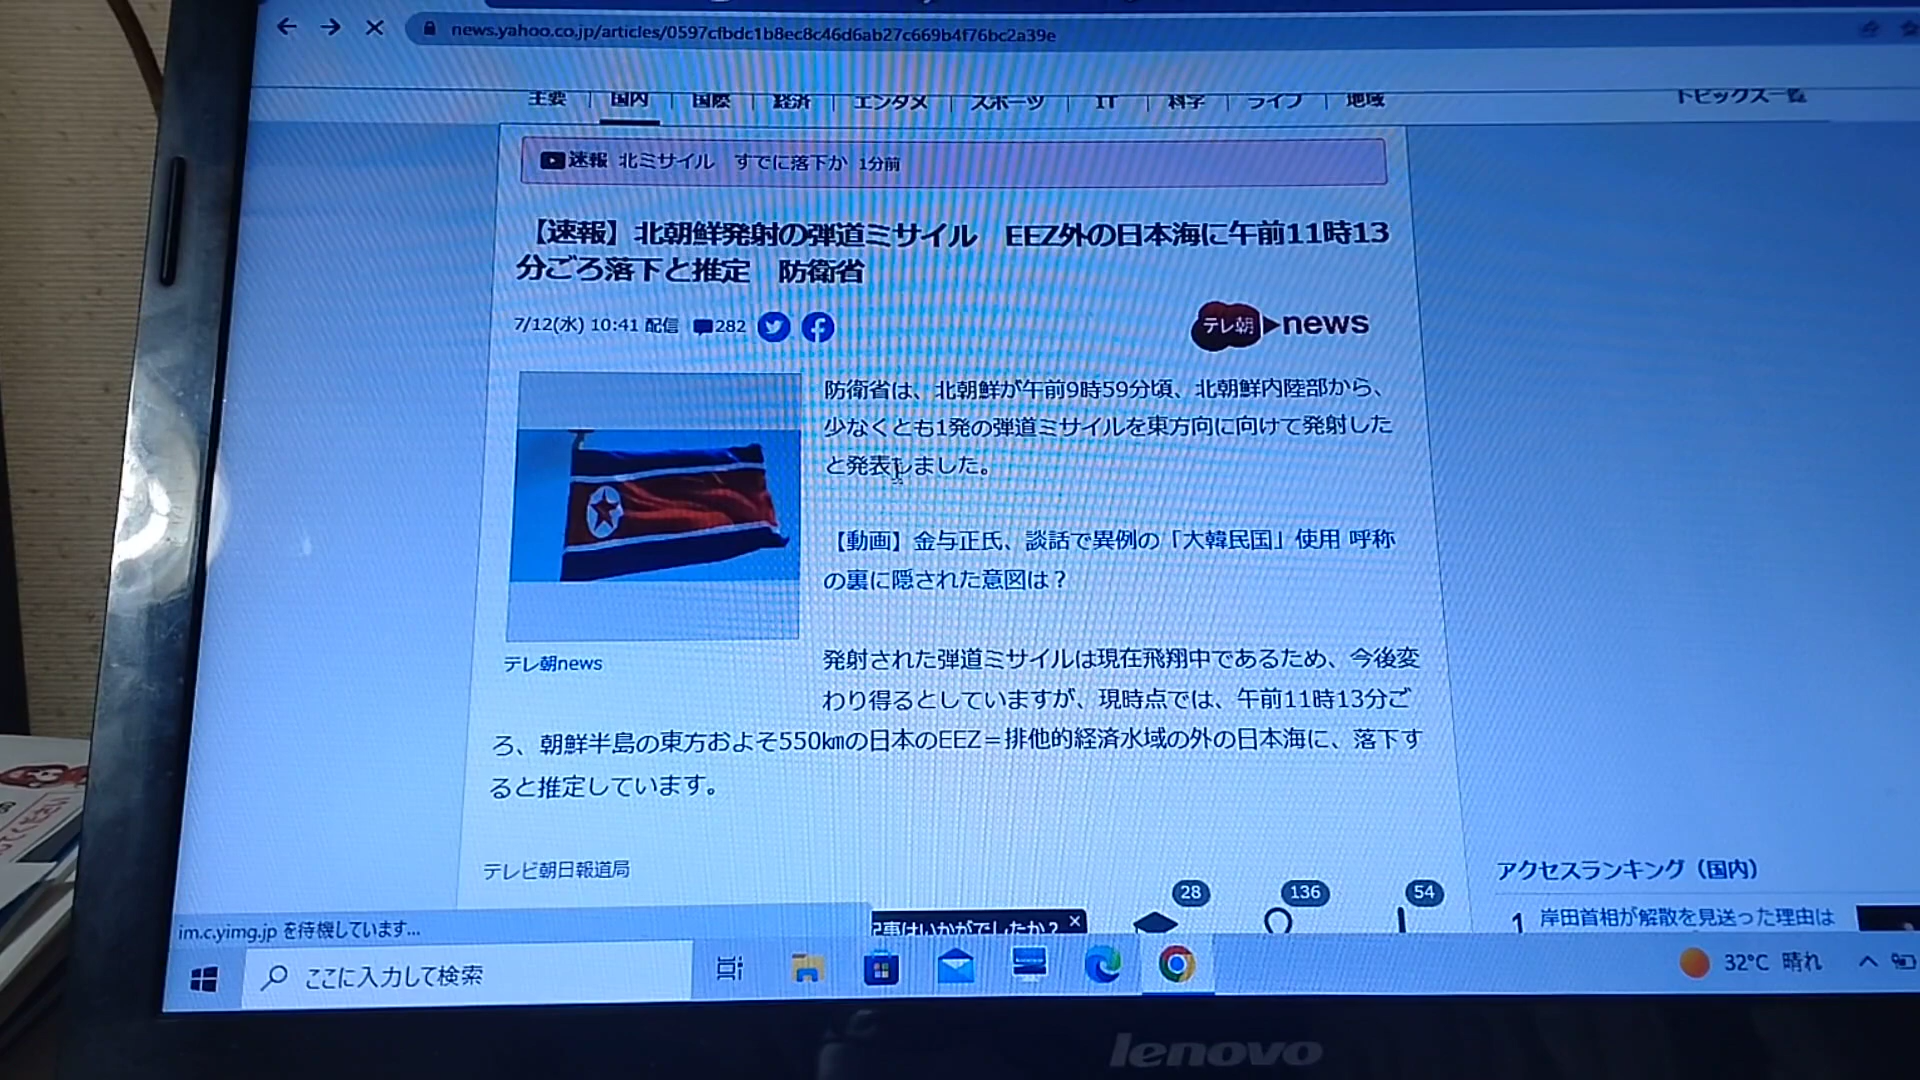 news.yahoo.co.jp/articles/0597cfbdc1b8ec8c46d6ab27c669b4f76bc2a39e
主要 国内 国際 経済 エンタメ スポーツ IT 科学 ライフ 地域
トピックス一覧
速報 北ミサイル すでに落下か 1分前
【速報】北朝鮮発射の弾道ミサイル EEZ外の日本海に午前11時13
分ごろ落下と推定 防衛省
7/12(水) 10:41 配信 282
テレ朝news
防衛省は、北朝鮮が午前9時59分頃、北朝鮮内陸部から、
少なくとも1発の弾道ミサイルを東方向に向けて発射した
と発表しました。
【動画】金与正氏、談話で異例の「大韓民国」使用 呼称
の裏に隠された意図は？
テレ朝news
発射された弾道ミサイルは現在飛翔中であるため、今後変
わり得るとしていますが、現時点では、午前11時13分ご
ろ、朝鮮半島の東方およそ550㎞の日本のEEZ＝排他的経済水域の外の日本海に、落下す
ると推定しています。
テレビ朝日報道局
28 136 54
アクセスランキング（国内）
1 岸田首相が解散を見送った理由は
記事はいかがでしたか？ ×
im.c.yimg.jp を待機しています...
ここに入力して検索
32°C 晴れ
lenovo